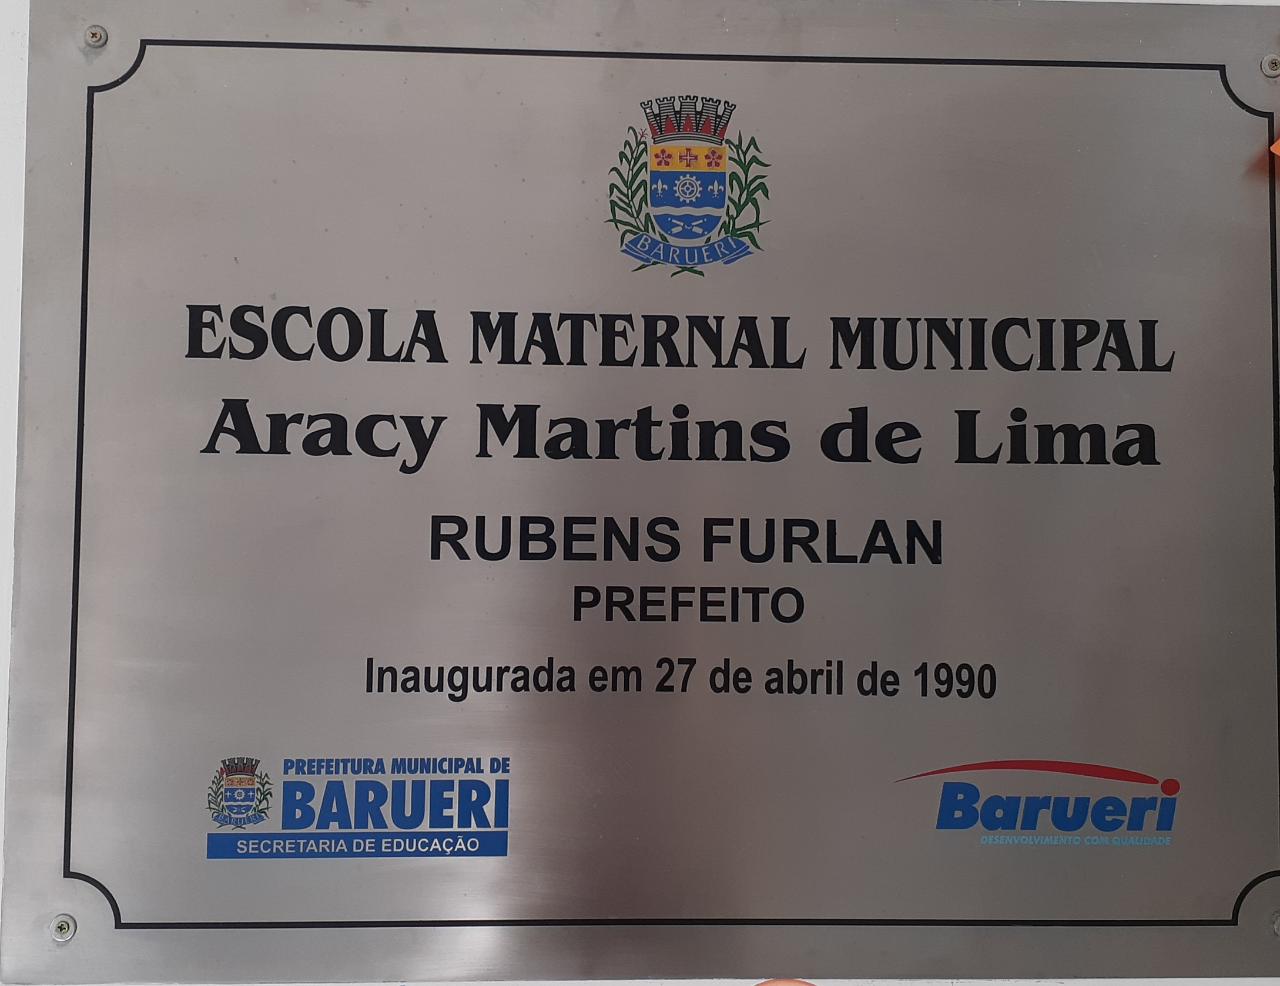 BARUERI
ESCOLA MATERNAL MUNICIPAL
Aracy Martins de Lima
RUBENS FURLAN
PREFEITO
Inaugurada em 27 de abril de 1990
BARUERI
PREFEITURA MUNICIPAL DE
BARUERI
SECRETARIA DE EDUCAÇÃO
Barueri
DESENVOLVIMENTO COM QUALIDADE